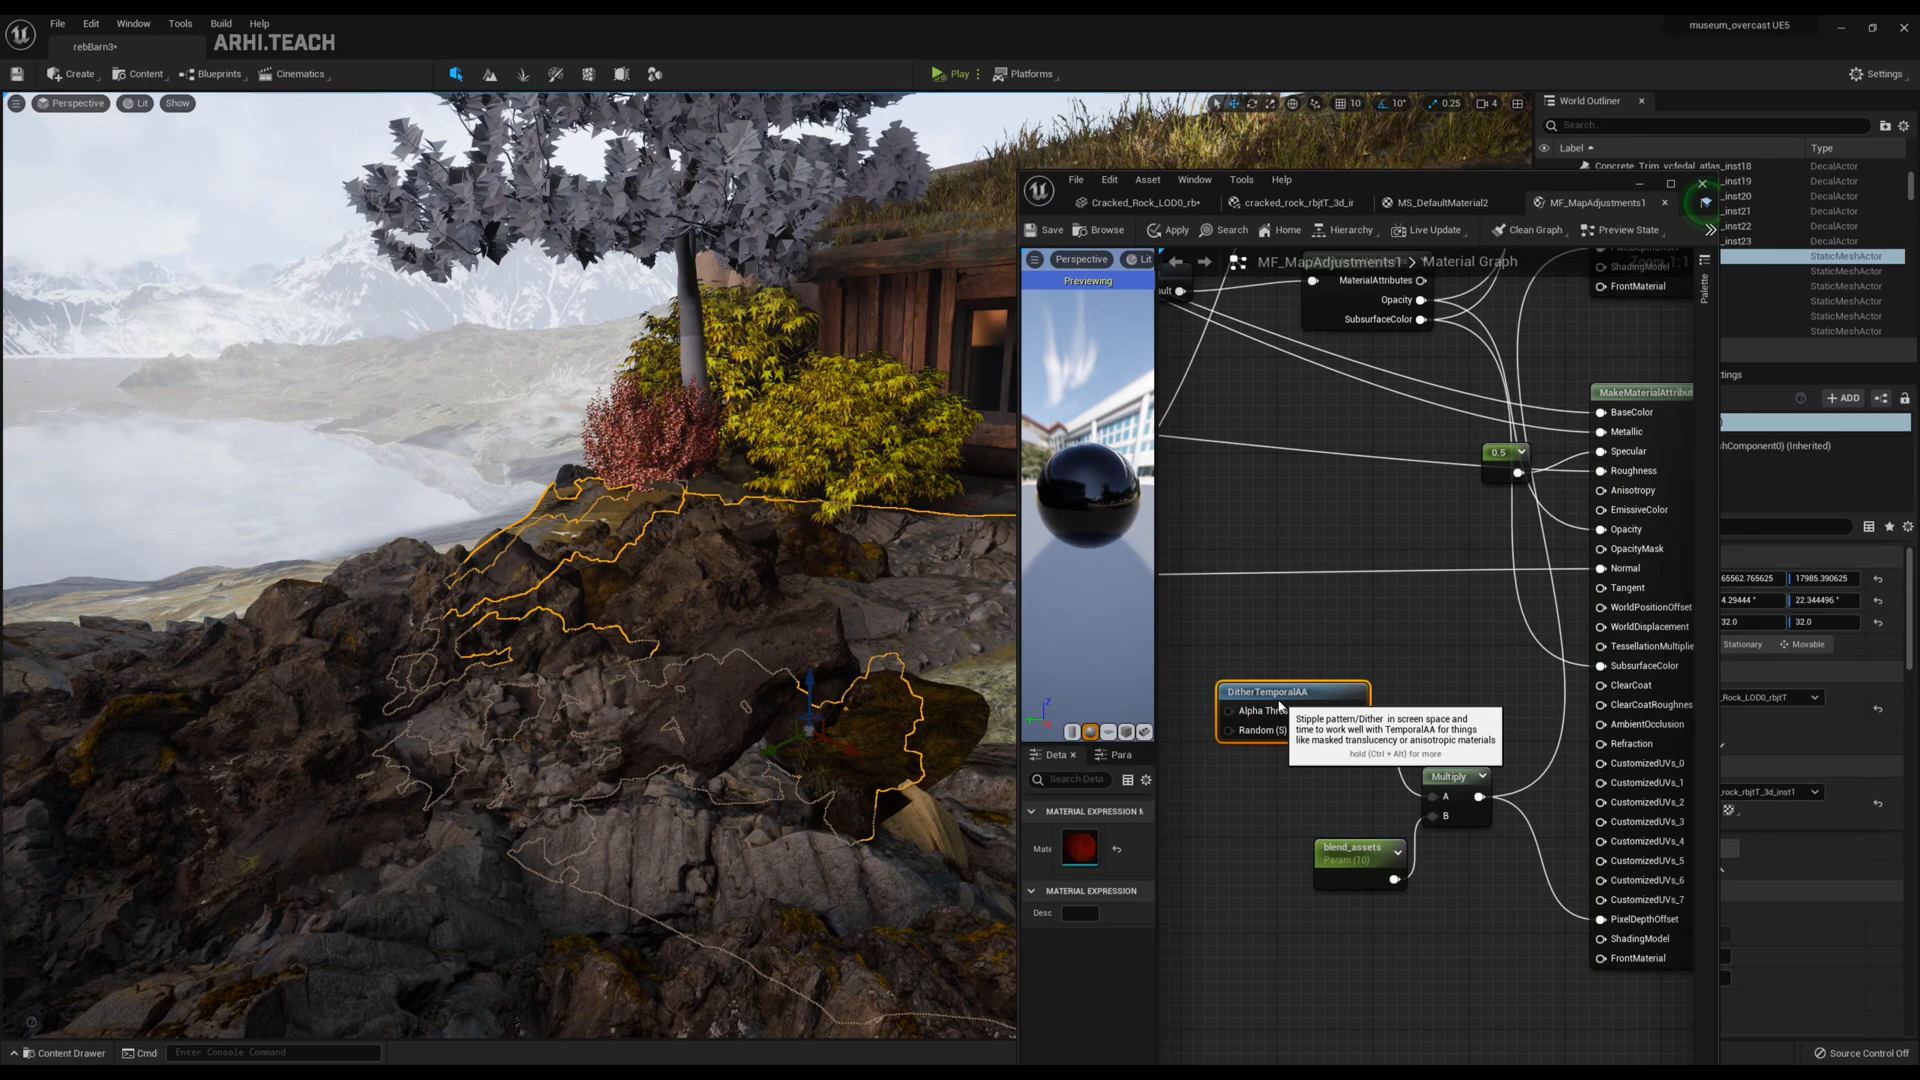 File Edit Window Tools Build Help
museum_overcast UE5
rebBarn3•
ARHI.TEACH
Create Content Blueprints Cinematics
Play Platforms
Settings
Perspective Lit Show
10 10° 0.25 4
World Outliner
Search...
Label Type
Concrete_Trim_vcfedal_atlas_inst18 DecalActor
_inst19 DecalActor
_inst20 DecalActor
_inst21 DecalActor
_inst22 DecalActor
_inst23 DecalActor
StaticMeshActor
StaticMeshActor
StaticMeshActor
StaticMeshActor
StaticMeshActor
StaticMeshActor
File Edit Asset Window Tools Help
Cracked_Rock_LOD0_rb•
cracked_rock_rbjtT_3d_ir
MS_DefaultMaterial2
MF_MapAdjustments1
Save Browse Apply Search Home Hierarchy Live Update Clean Graph Preview State
Perspective Lit
Previewing
MF_MapAdjustments1 > Material Graph
Zoom 1:1
Palette
ult
MaterialAttributes
Opacity
SubsurfaceColor
ShadingModel
FrontMaterial
MakeMaterialAttribut
BaseColor
Metallic
Specular
Roughness
Anisotropy
EmissiveColor
Opacity
OpacityMask
Normal
Tangent
WorldPositionOffset
WorldDisplacement
TessellationMultiplie
SubsurfaceColor
ClearCoat
ClearCoatRoughnes
AmbientOcclusion
Refraction
CustomizedUVs_0
CustomizedUVs_1
CustomizedUVs_2
CustomizedUVs_3
CustomizedUVs_4
CustomizedUVs_5
CustomizedUVs_6
CustomizedUVs_7
PixelDepthOffset
ShadingModel
FrontMaterial
0.5
DitherTemporalAA
Alpha Thre
Random (S)
Stipple pattern/Dither in screen space and
time to work well with TemporalAA for things
like masked translucency or anisotropic materials
hold (Ctrl + Alt) for more
Multiply
A
B
blend_assets
Param (10)
Deta Para
Search Deta
MATERIAL EXPRESSION M
Mate
MATERIAL EXPRESSION
Desc
ttings
ADD
hComponent0) (Inherited)
65562.765625 17985.390625
4.29444 ° 22.344496 °
32.0 32.0
Stationary Movable
_Rock_LOD0_rbjtT
_rock_rbjtT_3d_inst1
Z
Content Drawer Cmd Enter Console Command
Source Control Off